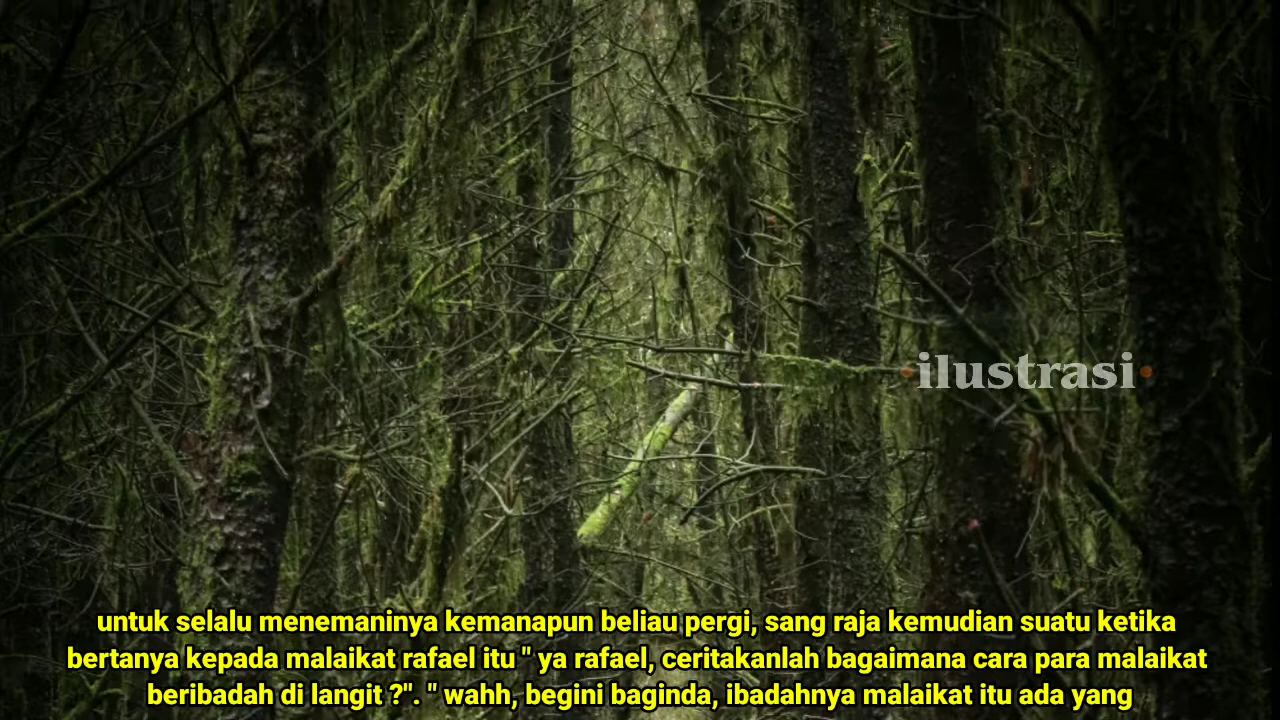 ilustrasi
untuk selalu menemaninya kemanapun beliau pergi, sang raja kemudian suatu ketika
bertanya kepada malaikat rafael itu " ya rafael, ceritakanlah bagaimana cara para malaikat
beribadah di langit ?". " wahh, begini baginda, ibadahnya malaikat itu ada yang